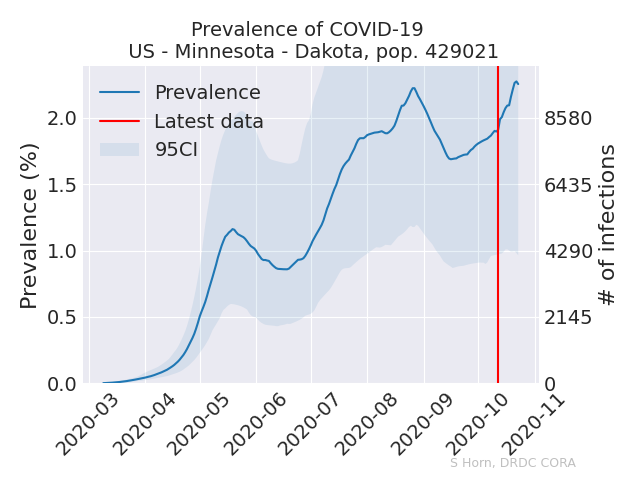 Prevalence of COVID-19
US - Minnesota - Dakota, pop. 429021
Prevalence
Latest data
95CI
Prevalence (%)
2.0
1.5
1.0
0.5
0.0
8580
6435
4290
2145
0
# of infections
2020-03
2020-04
2020-05
2020-06
2020-07
2020-08
2020-09
2020-10
2020-11
S Horn, DRDC CORA